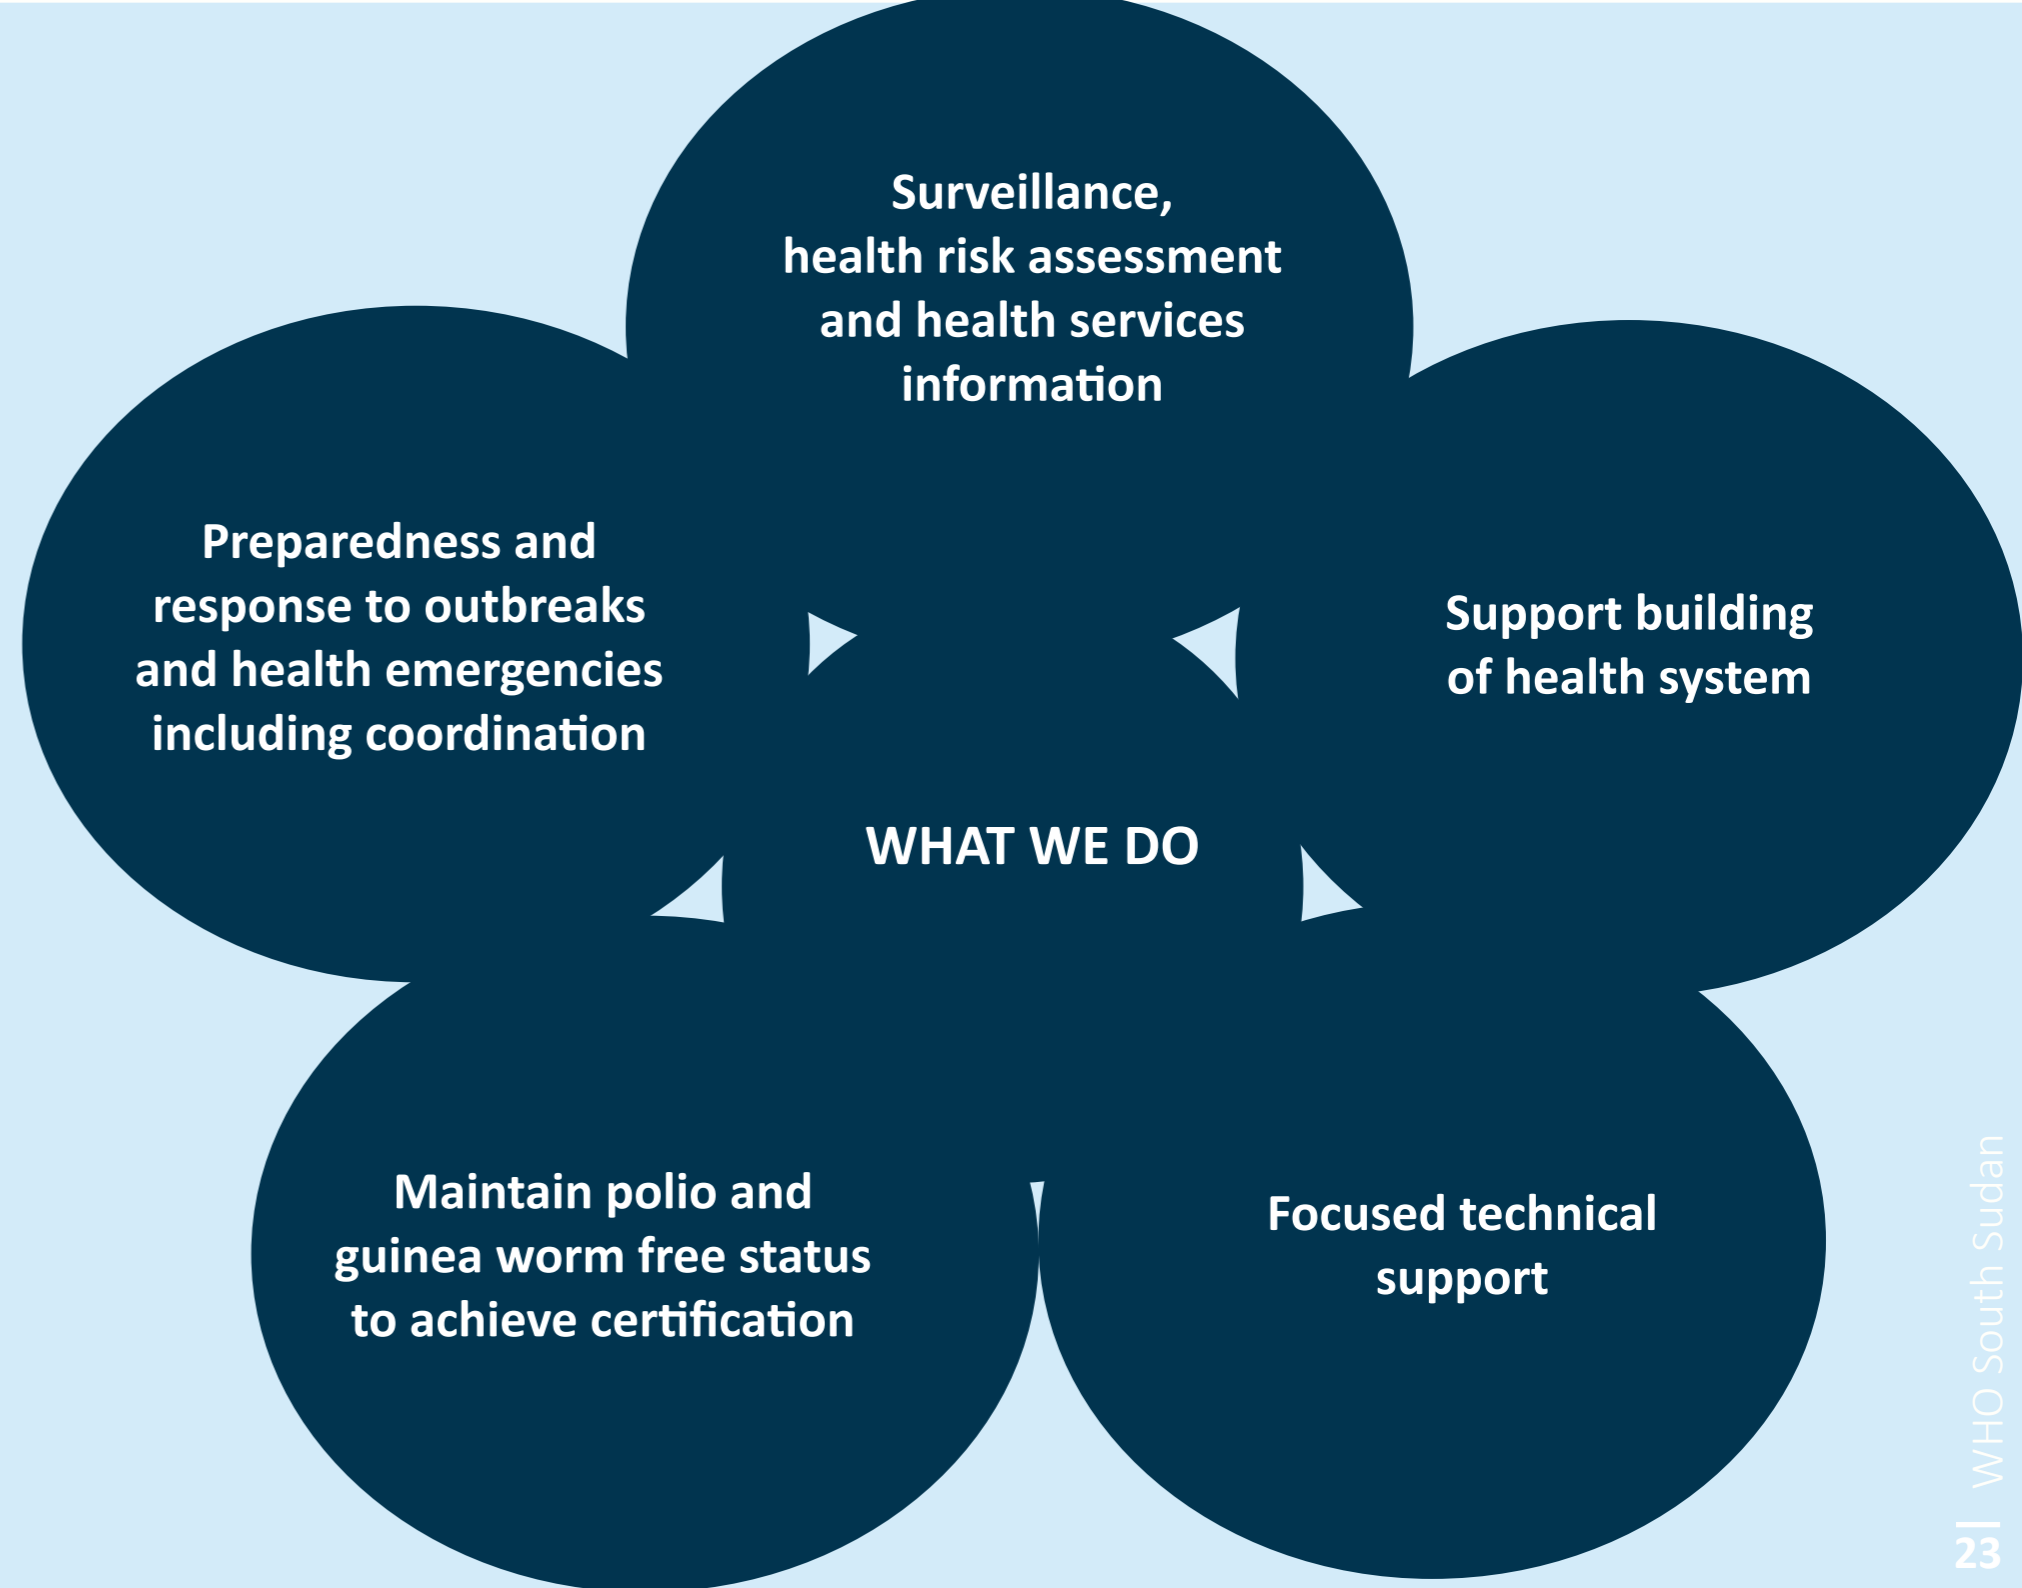 Surveillance,
health risk assessment
and health services
information
Preparedness and
response to outbreaks
and health emergencies
including coordination
Support building
of health system
WHAT WE DO
Maintain polio and
guinea worm free status
to achieve certification
Focused technical
support
WHO South Sudan
23